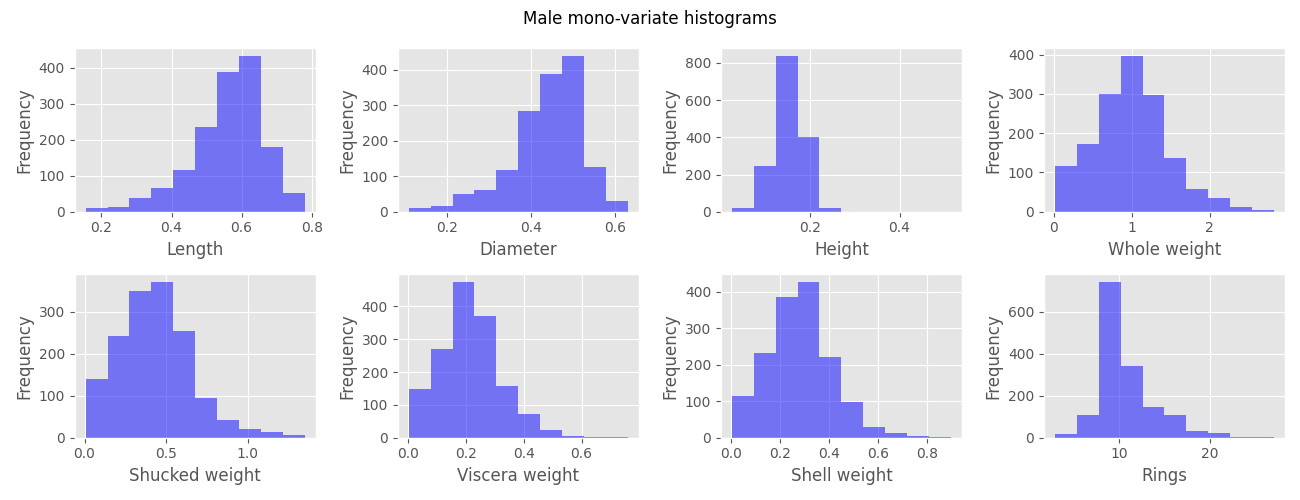 Male mono-variate histograms
Frequency
400
300
200
100
0
0.2 0.4 0.6 0.8
Length
Frequency
400
300
200
100
0
0.2 0.4 0.6
Diameter
Frequency
800
600
400
200
0
0.2 0.4
Height
Frequency
400
300
200
100
0
0 1 2
Whole weight
Frequency
300
200
100
0
0.0 0.5 1.0
Shucked weight
Frequency
400
300
200
100
0
0.0 0.2 0.4 0.6
Viscera weight
Frequency
400
300
200
100
0
0.0 0.2 0.4 0.6 0.8
Shell weight
Frequency
600
400
200
0
10 20
Rings